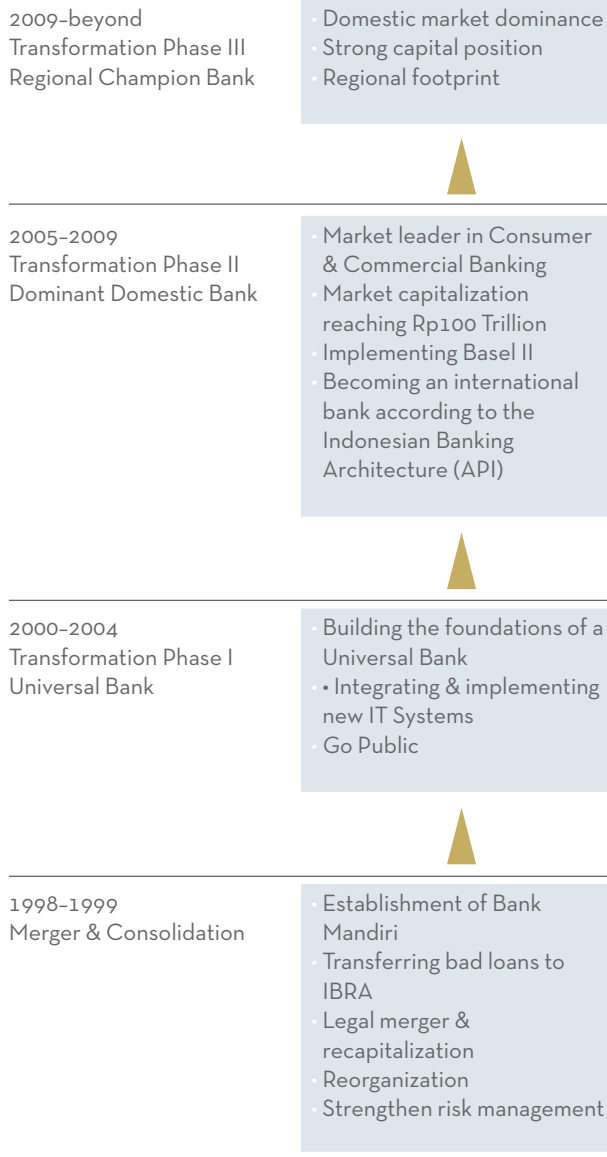 2009–beyond
Transformation Phase III
Regional Champion Bank
• Domestic market dominance
• Strong capital position
• Regional footprint
2005–2009
Transformation Phase II
Dominant Domestic Bank
• Market leader in Consumer
& Commercial Banking
• Market capitalization
reaching Rp100 Trillion
• Implementing Basel II
• Becoming an international
bank according to the
Indonesian Banking
Architecture (API)
2000–2004
Transformation Phase I
Universal Bank
• Building the foundations of a
Universal Bank
• • Integrating & implementing
new IT Systems
• Go Public
1998–1999
Merger & Consolidation
• Establishment of Bank
Mandiri
• Transferring bad loans to
IBRA
• Legal merger &
recapitalization
• Reorganization
• Strengthen risk management